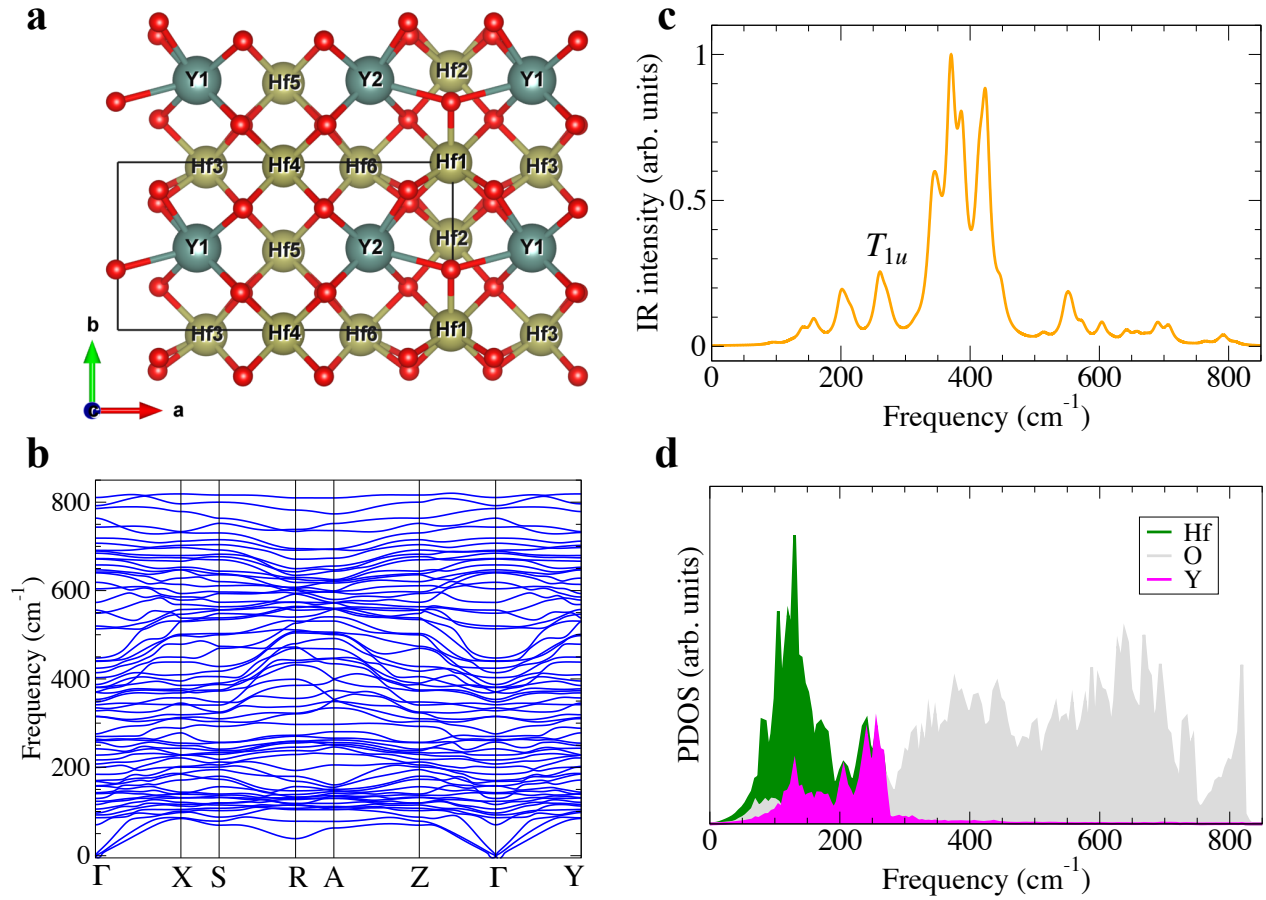 a
Y1 Hf5 Y2 Hf2 Y1
Hf3 Hf4 Hf6 Hf1 Hf3
Y1 Hf5 Y2 Hf2 Y1
Hf3 Hf4 Hf6 Hf1 Hf3
b
c a
b
Frequency (cm-1)
800
600
400
200
0
Γ X S R A Z Γ Y
c
IR intensity (arb. units)
1
0.5
0
T1u
0 200 400 600 800
Frequency (cm-1)
d
PDOS (arb. units)
Hf
O
Y
0 200 400 600 800
Frequency (cm-1)